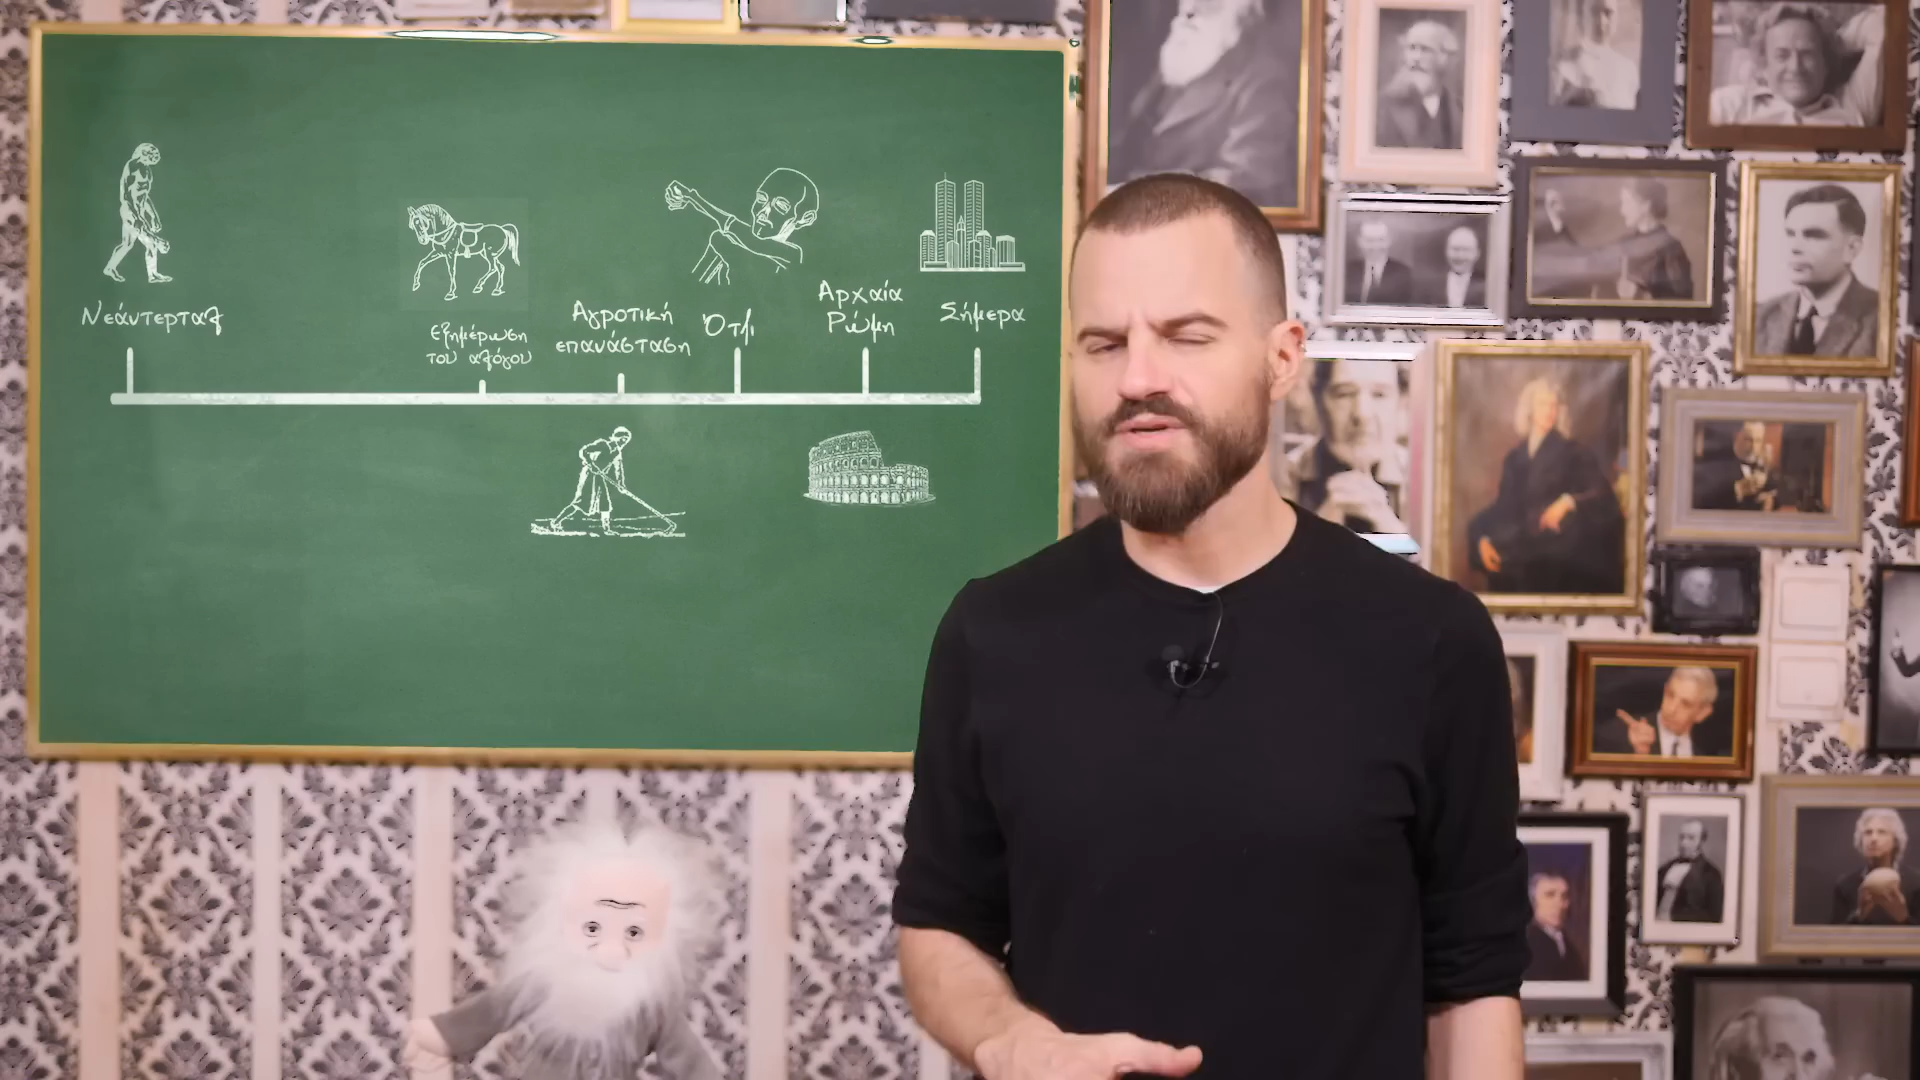 Νεάντερταλ
Εξημέρωση
του αλόγου
Αγροτική
επανάσταση
Ότζι
Αρχαία
Ρώμη
Σήμερα